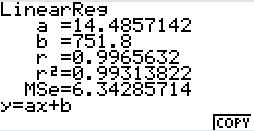 LinearReg
a =14.4857142
b =751.8
r =0.9965632
r²=0.99313822
MSe=6.34285714
y=ax+b
COPY